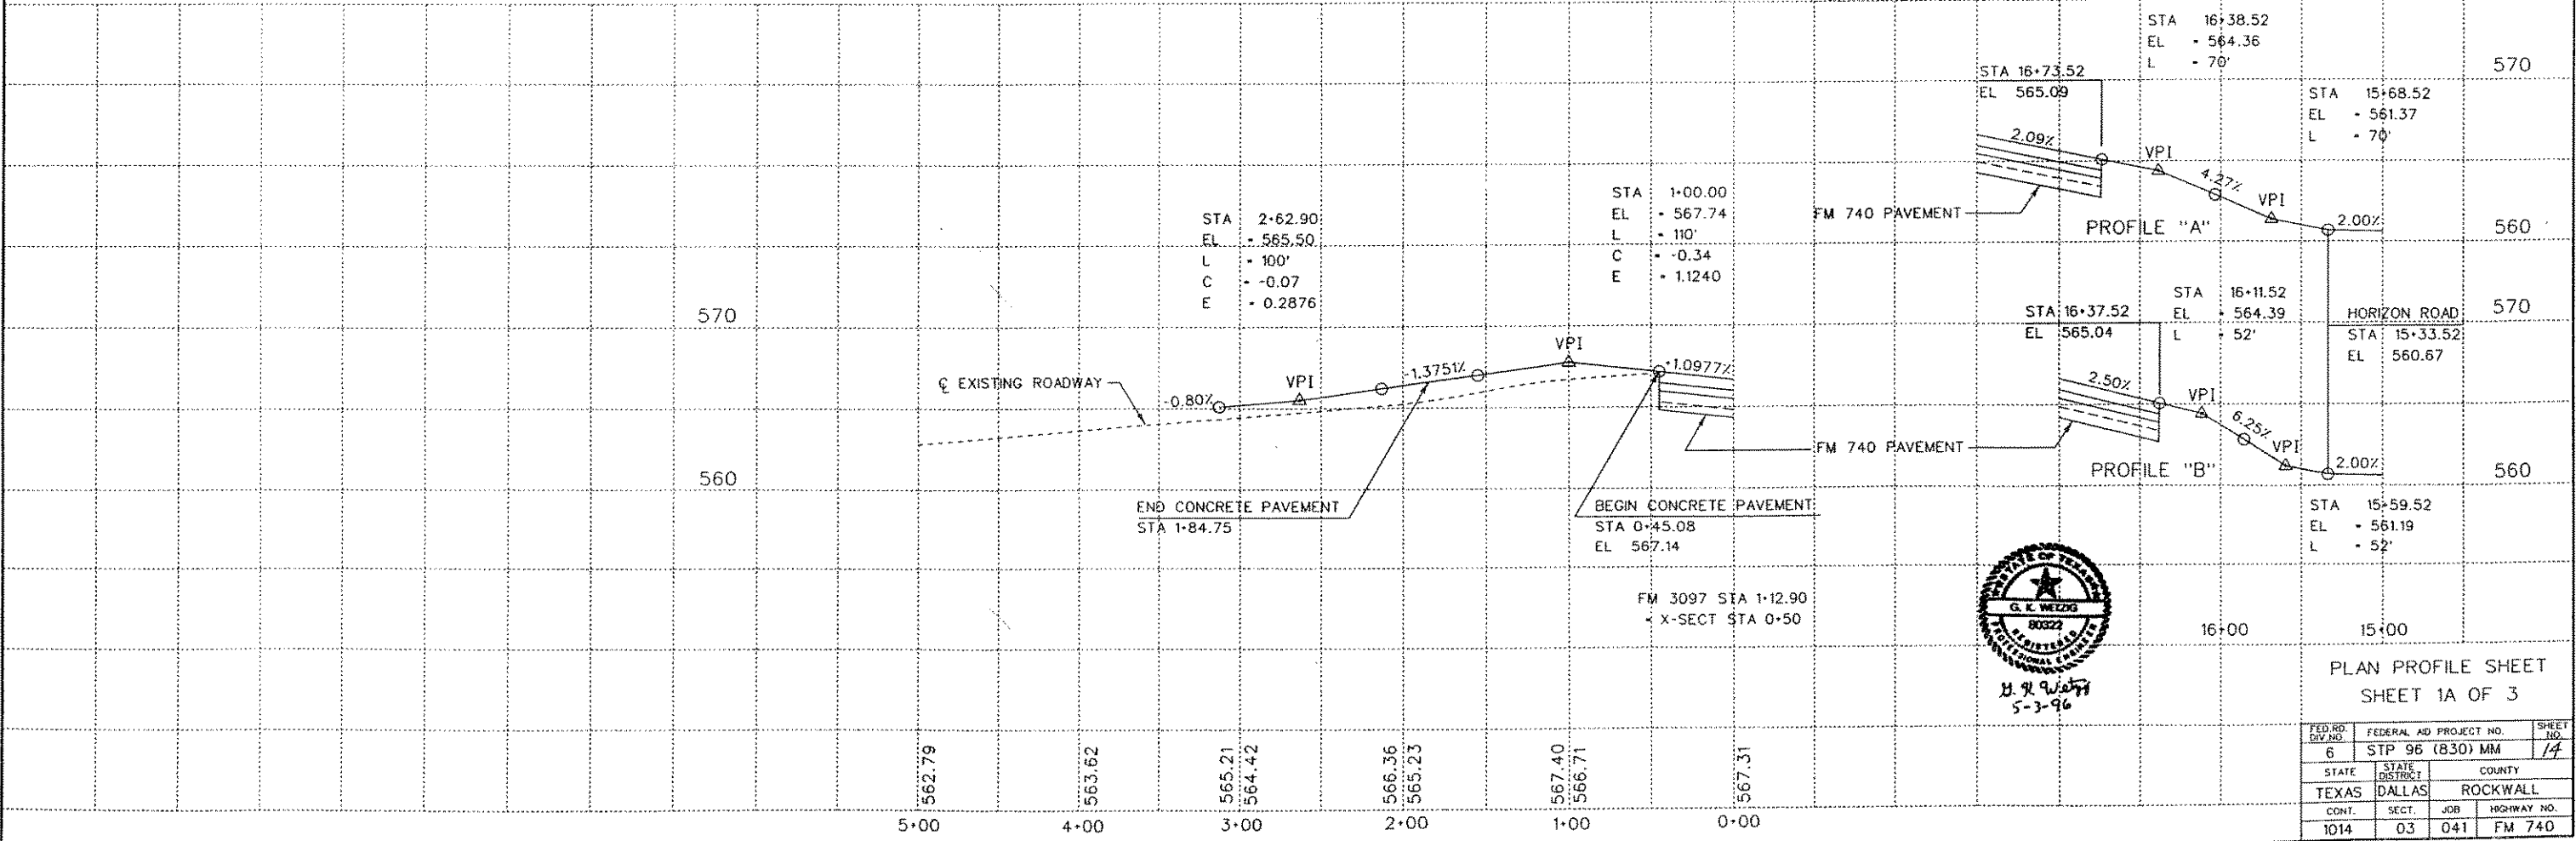 STA 16+38.52
EL = 564.36
L = 70'
STA 16+73.52
EL 565.09
570
STA 15+68.52
EL = 561.37
L = 70'
2.09%
VPI
4.27%
VPI
FM 740 PAVEMENT
PROFILE "A"
2.00%
560
STA 2+62.90
EL = 565.50
L = 100'
C = -0.07
E = 0.2876
STA 1+00.00
EL = 567.74
L = 110'
C = -0.34
E = 1.1240
570
STA 16+37.52
EL 565.04
STA 16+11.52
EL = 564.39
L = 52'
HORIZON ROAD
STA 15+33.52
EL 560.67
570
℄ EXISTING ROADWAY
-0.80%
VPI
-1.3751%
VPI
+1.0977%
2.50%
VPI
6.25%
VPI
FM 740 PAVEMENT
PROFILE "B"
2.00%
560
560
END CONCRETE PAVEMENT
STA 1+84.75
BEGIN CONCRETE PAVEMENT
STA 0+45.08
EL 567.14
STA 15+59.52
EL = 561.19
L = 52'
FM 3097 STA 1+12.90
= X-SECT STA 0+50
STATE OF TEXAS
G. K. WETZIG
80322
REGISTERED
PROFESSIONAL ENGINEER
G. K. Wetzig
5-3-96
16+00
15+00
PLAN PROFILE SHEET
SHEET 1A OF 3
562.79
563.62
565.21
564.42
566.36
565.23
567.40
566.71
567.31
5+00
4+00
3+00
2+00
1+00
0+00
FED.RD. DIV.NO.
FEDERAL AID PROJECT NO.
SHEET NO.
6
STP 96 (830) MM
14
STATE
STATE DISTRICT
COUNTY
TEXAS
DALLAS
ROCKWALL
CONT.
SECT.
JOB
HIGHWAY NO.
1014
03
041
FM 740